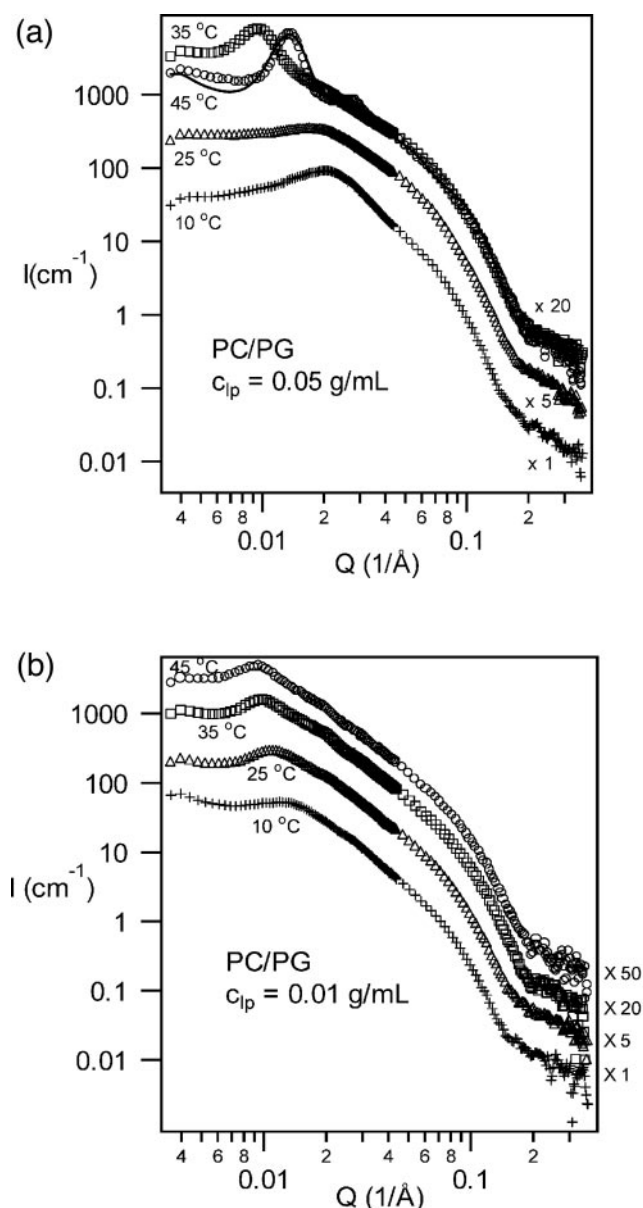 (a)
35 °C
45 °C
25 °C
10 °C
1000
100
10
1
0.1
0.01
I(cm⁻¹)
x 20
x 5
x 1
PC/PG
c_lp = 0.05 g/mL
4 6 8 2 4 6 8 2
0.01 0.1
Q (1/Å)
(b)
45 °C
35 °C
25 °C
10 °C
1000
100
10
1
0.1
0.01
I (cm⁻¹)
PC/PG
c_lp = 0.01 g/mL
X 50
X 20
X 5
X 1
4 6 8 2 4 6 8 2
0.01 0.1
Q (1/Å)